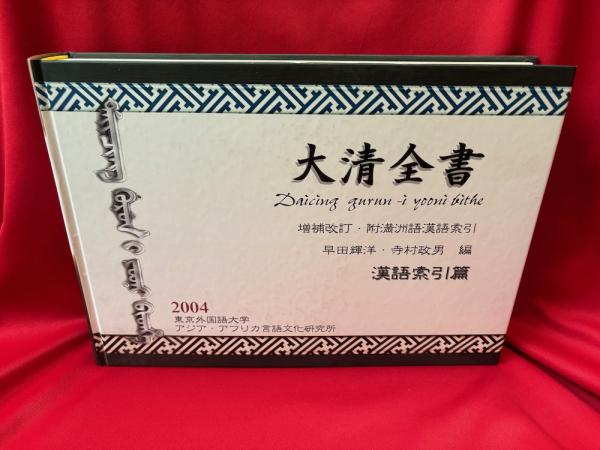 大清全書
Daicing gurun -i yooni bithe
増補改訂・附満洲語漢語索引
早田輝洋・寺村政男 編
漢語索引篇
2004
東京外国語大学
アジア・アフリカ言語文化研究所